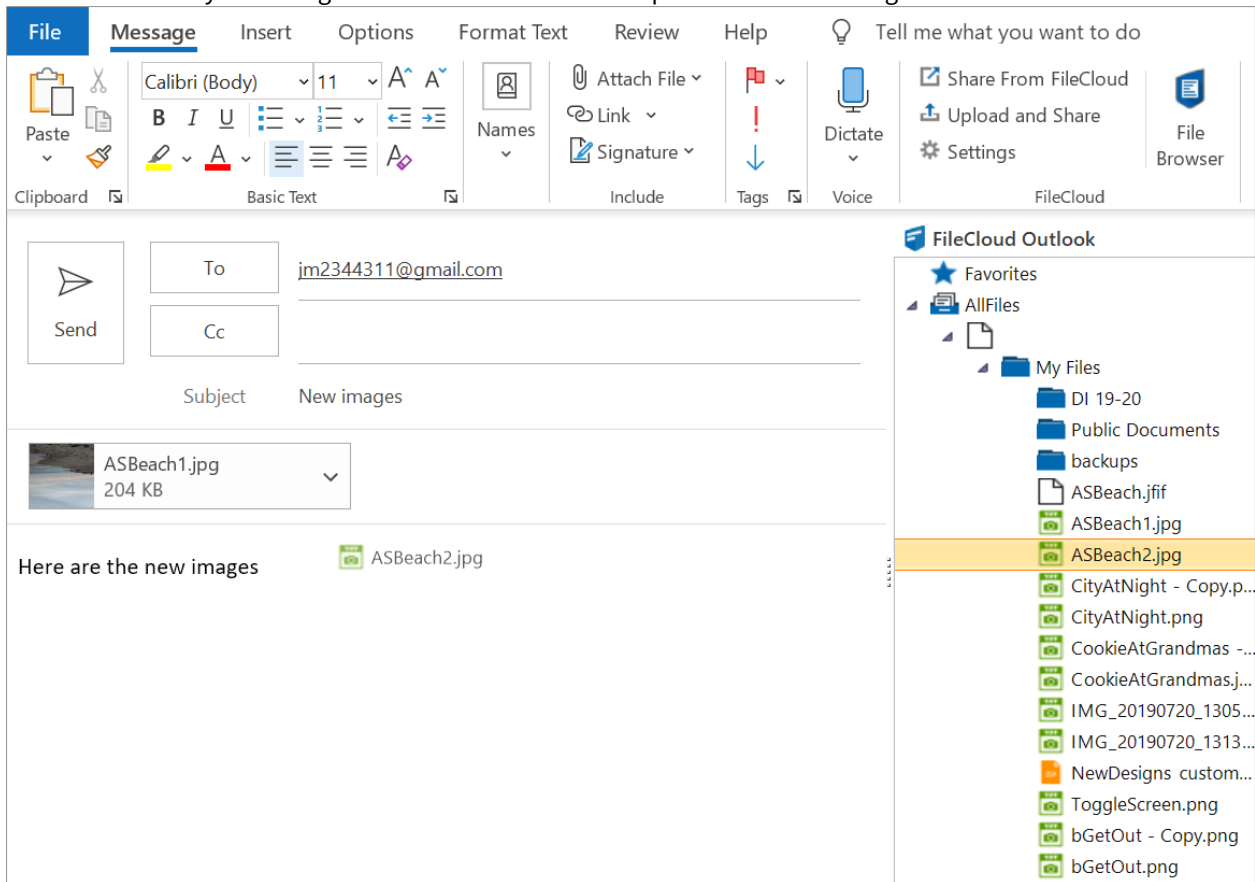 File Message Insert Options Format Text Review Help Tell me what you want to do
Calibri (Body) 11
B I U
A
Paste
Clipboard
Basic Text
Names
Attach File
Link
Signature
Include
Tags
Dictate
Voice
Share From FileCloud
Upload and Share
Settings
File
Browser
FileCloud
Send
To jm2344311@gmail.com
Cc
Subject New images
ASBeach1.jpg
204 KB
Here are the new images ASBeach2.jpg
FileCloud Outlook
Favorites
AllFiles
My Files
DI 19-20
Public Documents
backups
ASBeach.jfif
ASBeach1.jpg
ASBeach2.jpg
CityAtNight - Copy.p...
CityAtNight.png
CookieAtGrandmas -...
CookieAtGrandmas.j...
IMG_20190720_1305...
IMG_20190720_1313...
NewDesigns custom...
ToggleScreen.png
bGetOut - Copy.png
bGetOut.png